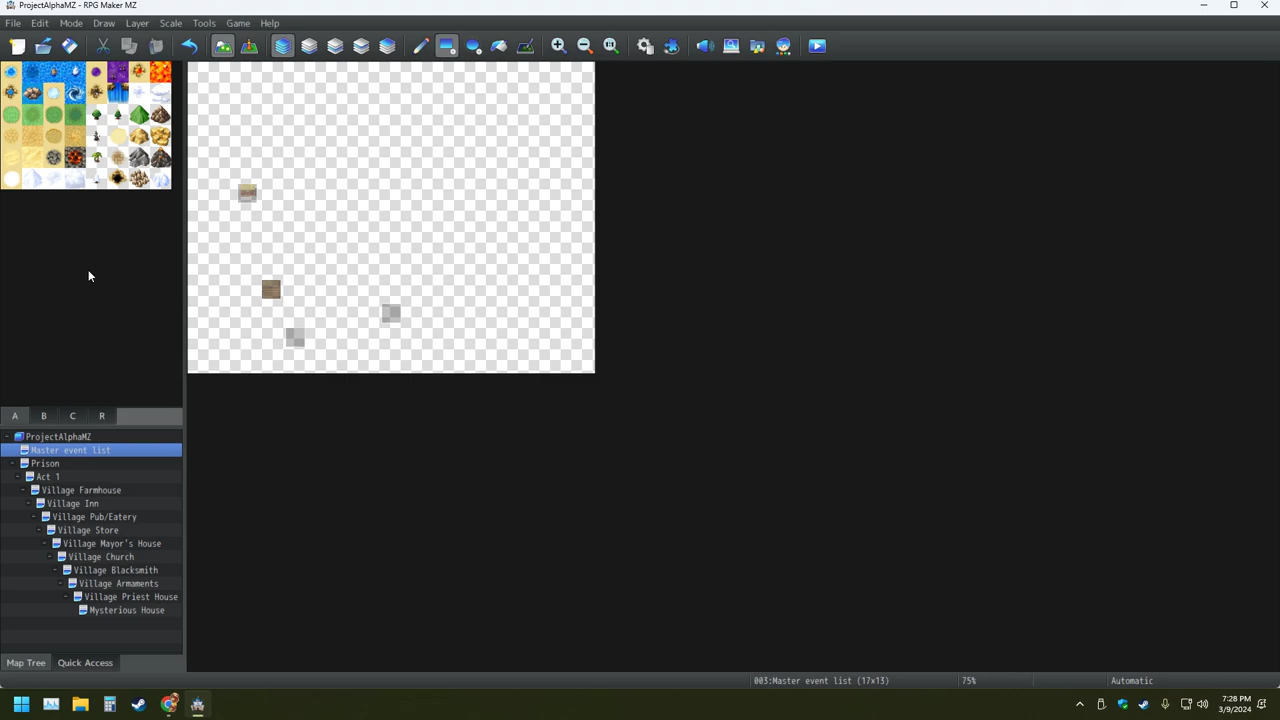 ProjectAlphaMZ - RPG Maker MZ
File Edit Mode Draw Layer Scale Tools Game Help
A B C R
ProjectAlphaMZ
Master event list
Prison
Act 1
Village Farmhouse
Village Inn
Village Pub/Eatery
Village Store
Village Mayor's House
Village Church
Village Blacksmith
Village Armaments
Village Priest House
Mysterious House
Map Tree Quick Access
003:Master event list (17x13) 75% Automatic
7:28 PM
3/9/2024